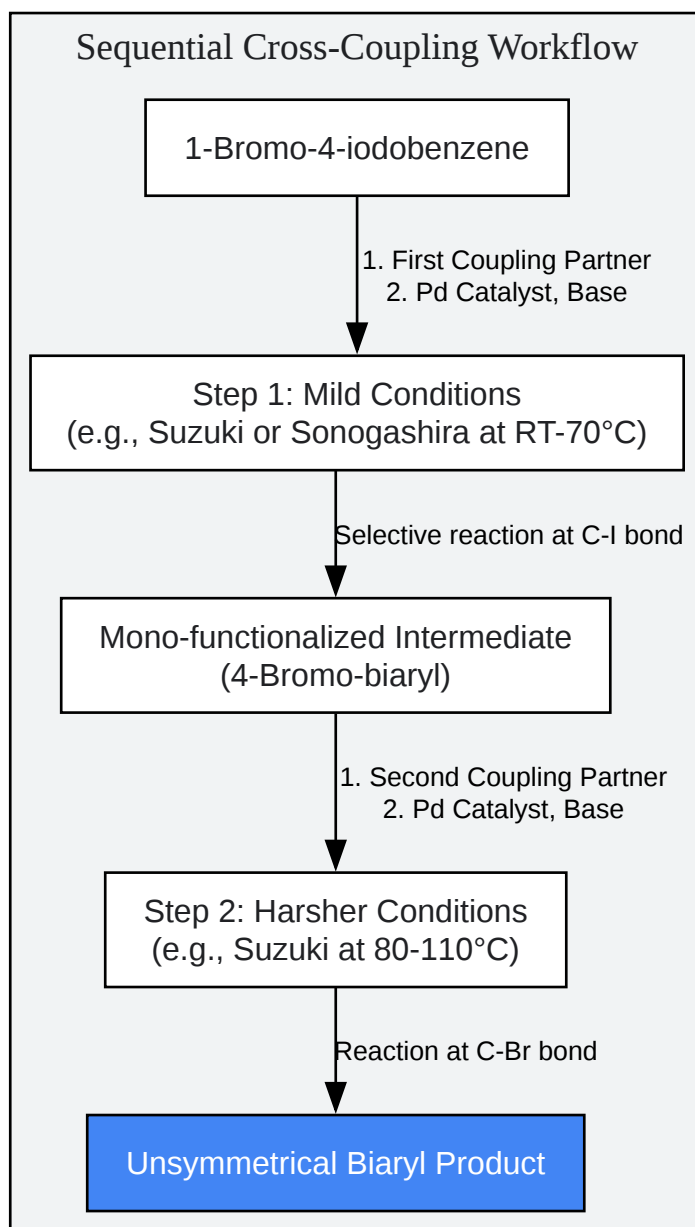 Sequential Cross-Coupling Workflow
1-Bromo-4-iodobenzene
1. First Coupling Partner
2. Pd Catalyst, Base
Step 1: Mild Conditions
(e.g., Suzuki or Sonogashira at RT-70°C)
Selective reaction at C-I bond
Mono-functionalized Intermediate
(4-Bromo-biaryl)
1. Second Coupling Partner
2. Pd Catalyst, Base
Step 2: Harsher Conditions
(e.g., Suzuki at 80-110°C)
Reaction at C-Br bond
Unsymmetrical Biaryl Product